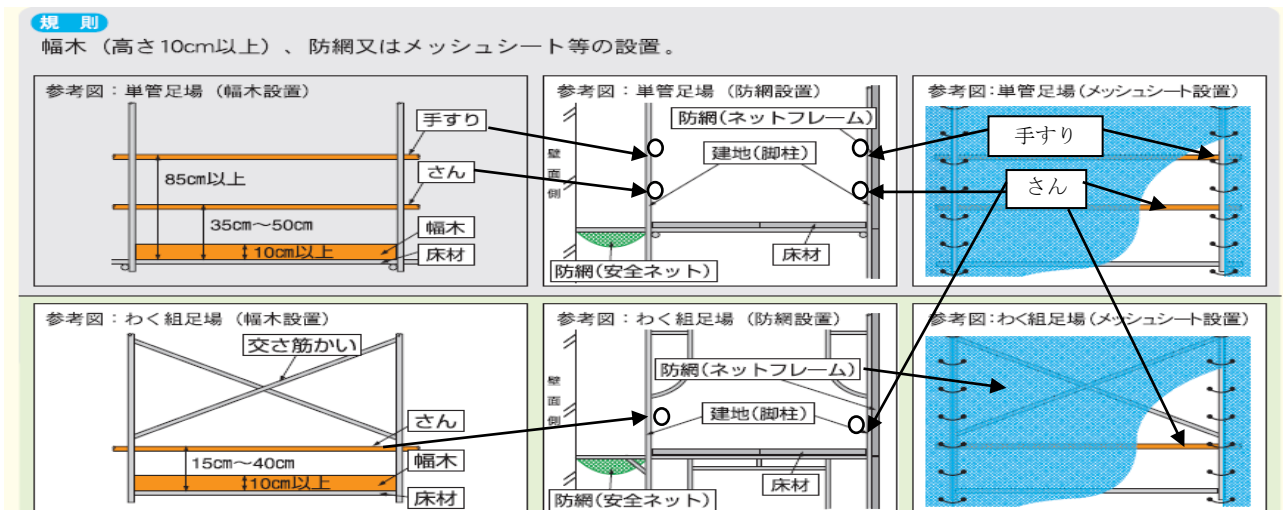 規 則
幅木（高さ10cm以上）、防網又はメッシュシート等の設置。
参考図：単管足場（幅木設置）
手すり
さん
85cm以上
35cm～50cm
幅木
10cm以上
床材
参考図：単管足場（防網設置）
防網(ネットフレーム)
建地(脚柱)
壁
面
側
床材
防網(安全ネット)
参考図：単管足場(メッシュシート設置)
手すり
さん
参考図：わく組足場（幅木設置）
交さ筋かい
さん
15cm～40cm
幅木
10cm以上
床材
参考図：わく組足場（防網設置）
防網(ネットフレーム)
壁
面
側
建地(脚柱)
床材
防網(安全ネット)
参考図：わく組足場(メッシュシート設置)